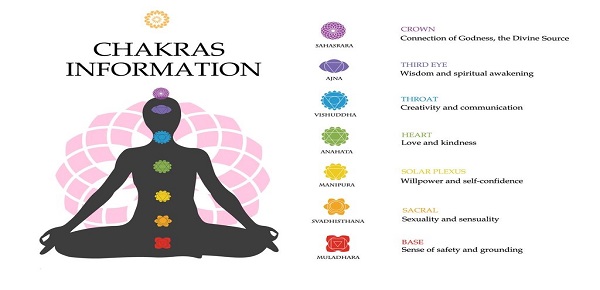 CHAKRAS
INFORMATION
SAHASRARA
CROWN
Connection of Godness, the Divine Source
AJNA
THIRD EYE
Wisdom and spiritual awakening
VISHUDDHA
THROAT
Creativity and communication
ANAHATA
HEART
Love and kindness
MANIPURA
SOLAR PLEXUS
Willpower and self-confidence
SVADHISTHANA
SACRAL
Sexuality and sensuality
MULADHARA
BASE
Sense of safety and grounding